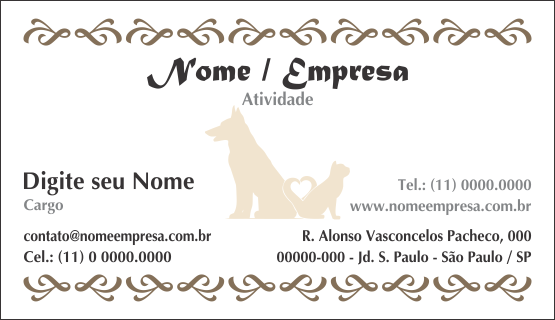 Nome / Empresa
Atividade
Digite seu Nome
Cargo
Tel.: (11) 0000.0000
www.nomeempresa.com.br
contato@nomeempresa.com.br
Cel.: (11) 0 0000.0000
R. Alonso Vasconcelos Pacheco, 000
00000-000 - Jd. S. Paulo - São Paulo / SP